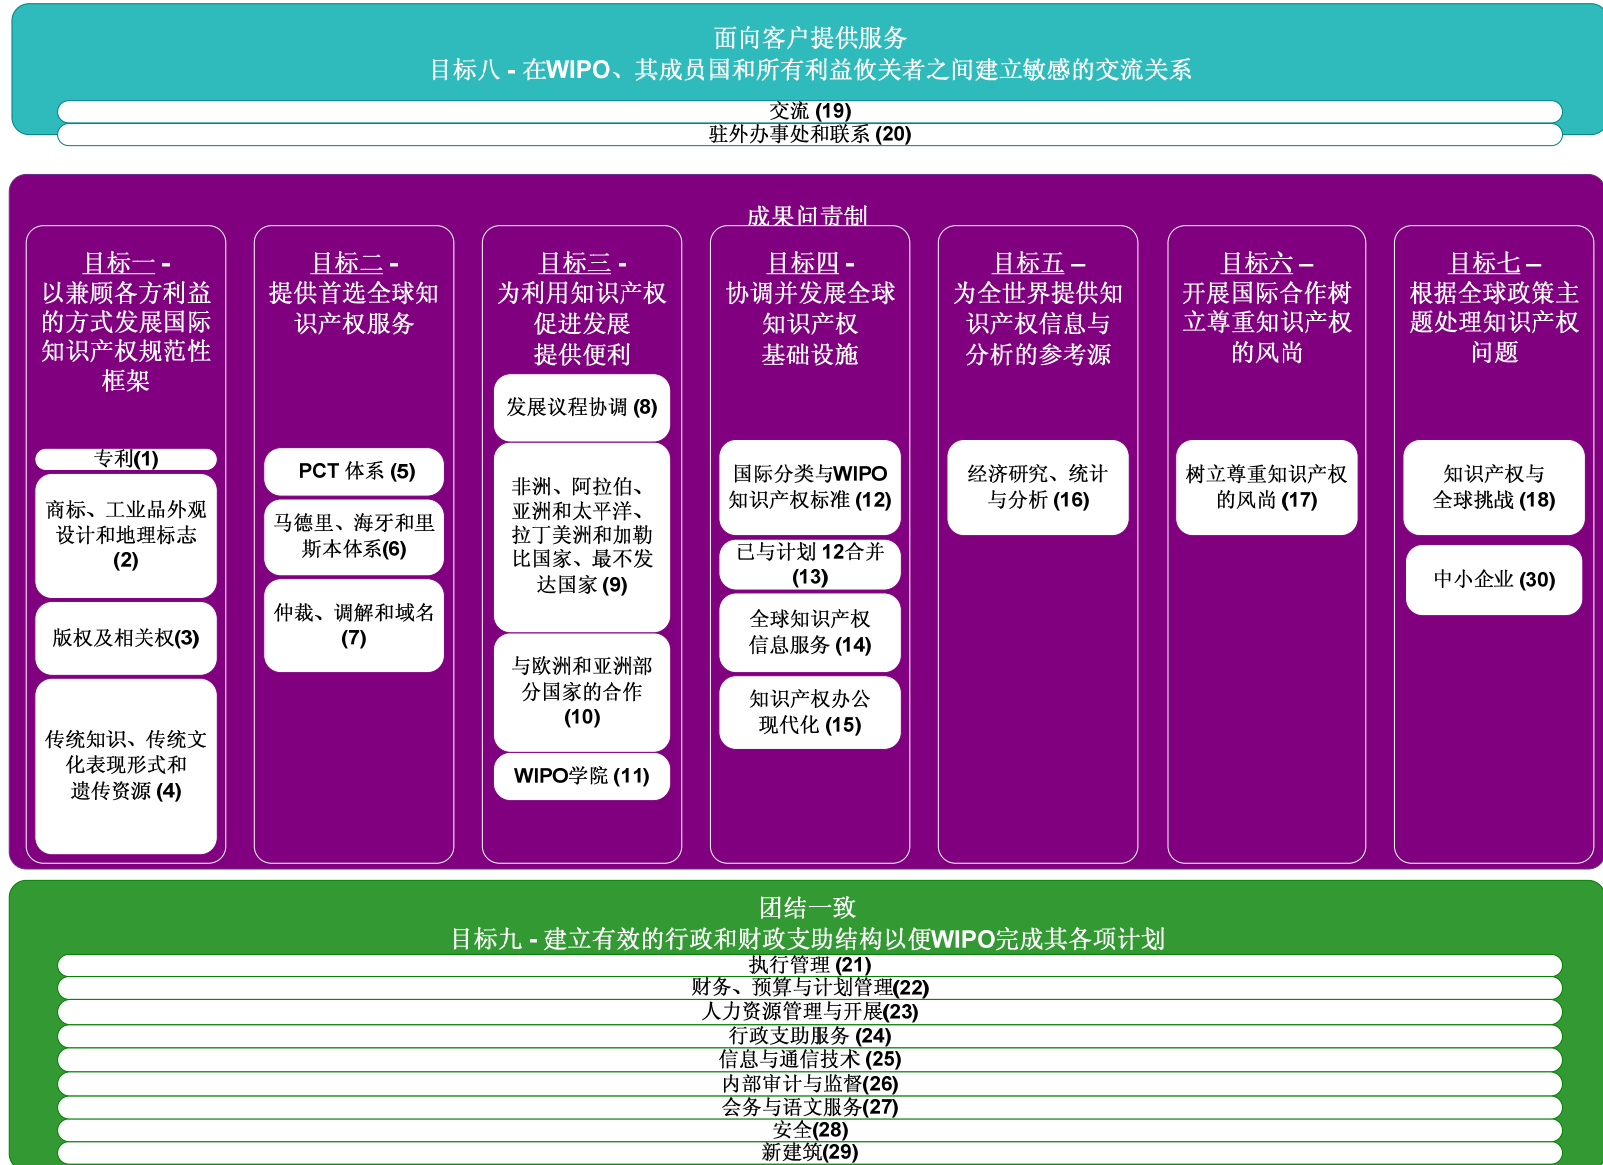 面向客户提供服务
目标八 - 在WIPO、其成员国和所有利益攸关者之间建立敏感的交流关系
交流 (19)
驻外办事处和联系 (20)
成果问责制
目标一 -
以兼顾各方利益
的方式发展国际
知识产权规范性
框架
专利(1)
商标、工业品外观
设计和地理标志
(2)
版权及相关权(3)
传统知识、传统文
化表现形式和
遗传资源 (4)
目标二 -
提供首选全球知
识产权服务
PCT 体系 (5)
马德里、海牙和里
斯本体系(6)
仲裁、调解和域名
(7)
目标三 -
为利用知识产权
促进发展
提供便利
发展议程协调 (8)
非洲、阿拉伯、
亚洲和太平洋、
拉丁美洲和加勒
比国家、最不发
达国家 (9)
与欧洲和亚洲部
分国家的合作
(10)
WIPO学院 (11)
目标四 -
协调并发展全球
知识产权
基础设施
国际分类与WIPO
知识产权标准 (12)
已与计划 12合并
(13)
全球知识产权
信息服务 (14)
知识产权办公
现代化 (15)
目标五 –
为全世界提供知
识产权信息与
分析的参考源
经济研究、统计
与分析 (16)
目标六 –
开展国际合作树
立尊重知识产权
的风尚
树立尊重知识产权
的风尚 (17)
目标七 –
根据全球政策主
题处理知识产权
问题
知识产权与
全球挑战 (18)
中小企业 (30)
团结一致
目标九 - 建立有效的行政和财政支助结构以便WIPO完成其各项计划
执行管理 (21)
财务、预算与计划管理(22)
人力资源管理与开展(23)
行政支助服务 (24)
信息与通信技术 (25)
内部审计与监督(26)
会务与语文服务(27)
安全(28)
新建筑(29)